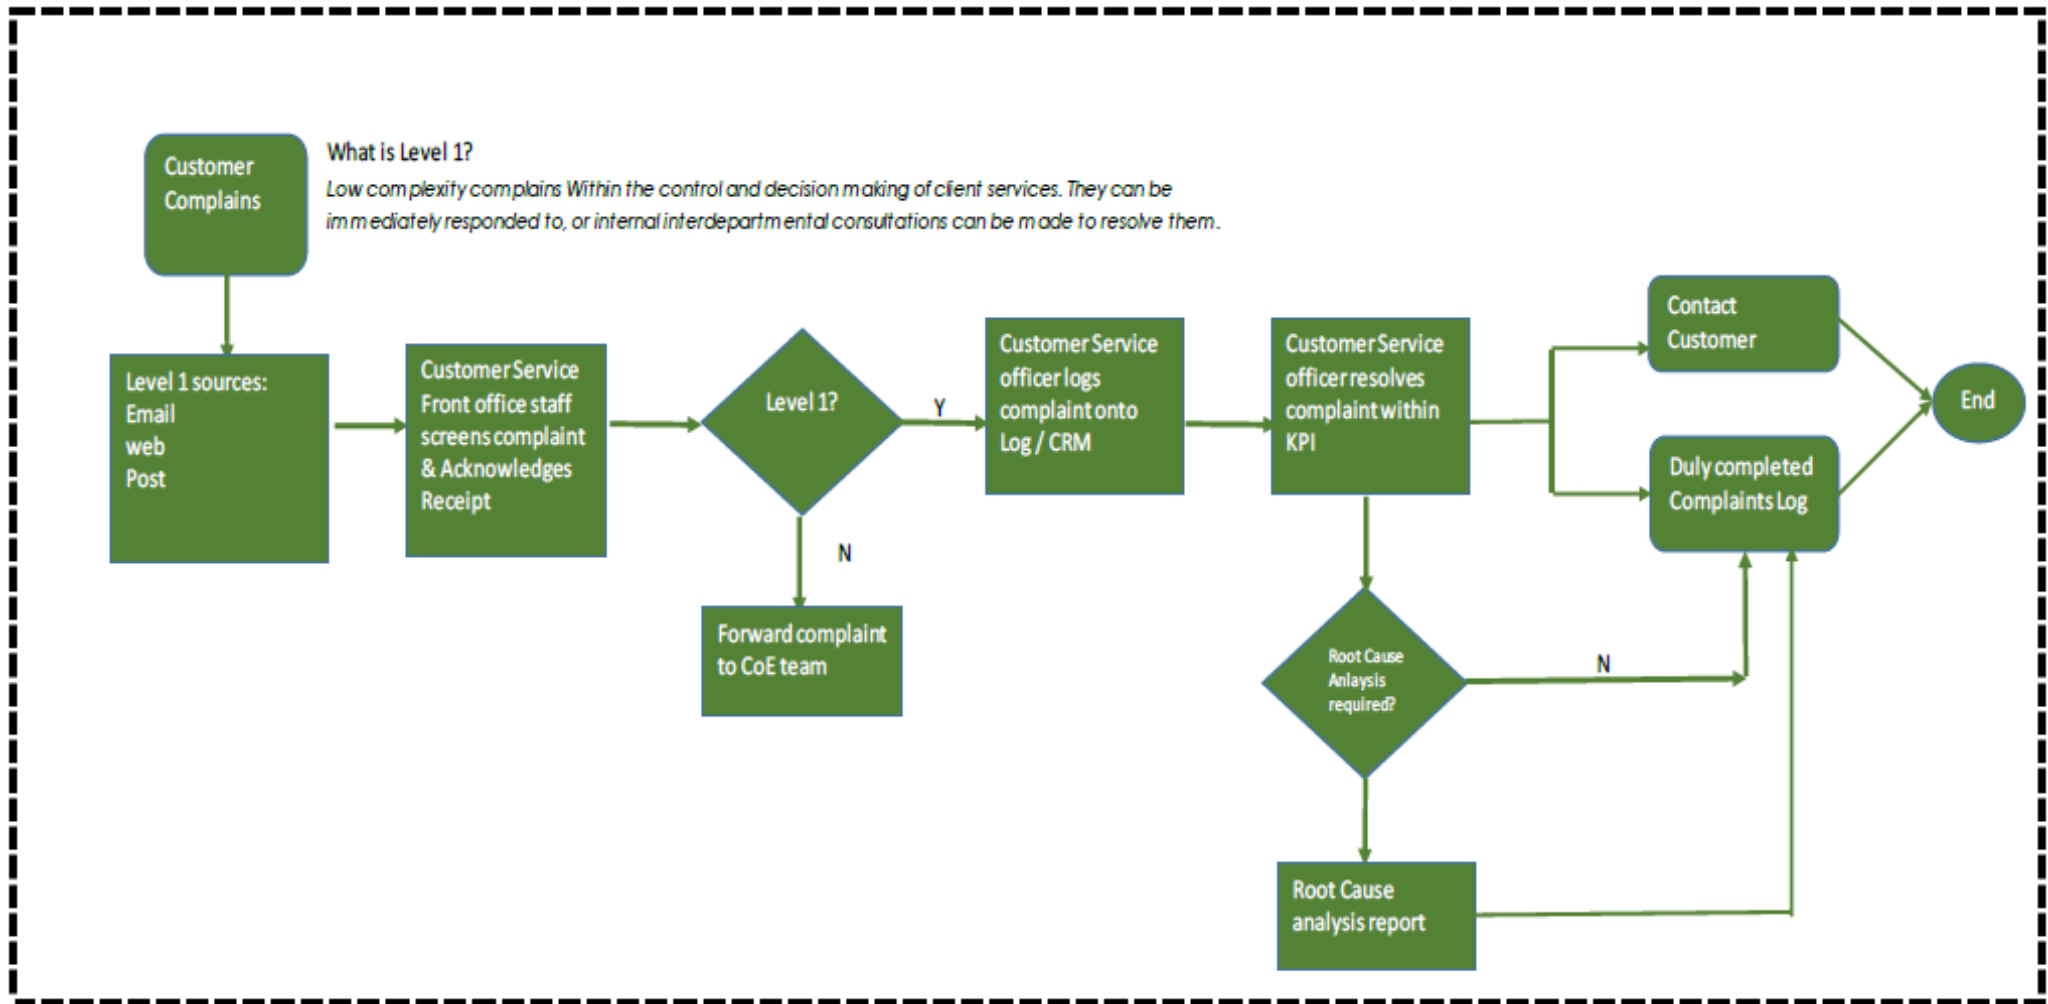 Customer
Complains
What is Level 1?
Low complexity complains Within the control and decision making of client services. They can be
immediately responded to, or internal interdepartmental consultations can be made to resolve them.
Level 1 sources:
Email
web
Post
Customer Service
Front office staff
screens complaint
& Acknowledges
Receipt
Level 1?
Y
N
Forward complaint
to CoE team
Customer Service
officer logs
complaint onto
Log / CRM
Customer Service
officer resolves
complaint within
KPI
Contact
Customer
Duly completed
Complaints Log
End
Root Cause
Anlaysis
required?
N
Root Cause
analysis report